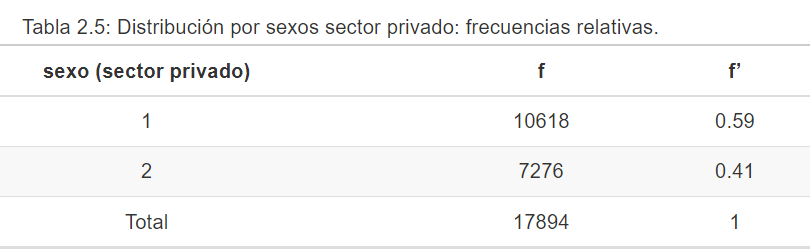 Tabla 2.5: Distribución por sexos sector privado: frecuencias relativas.
sexo (sector privado) f f’
1 10618 0.59
2 7276 0.41
Total 17894 1